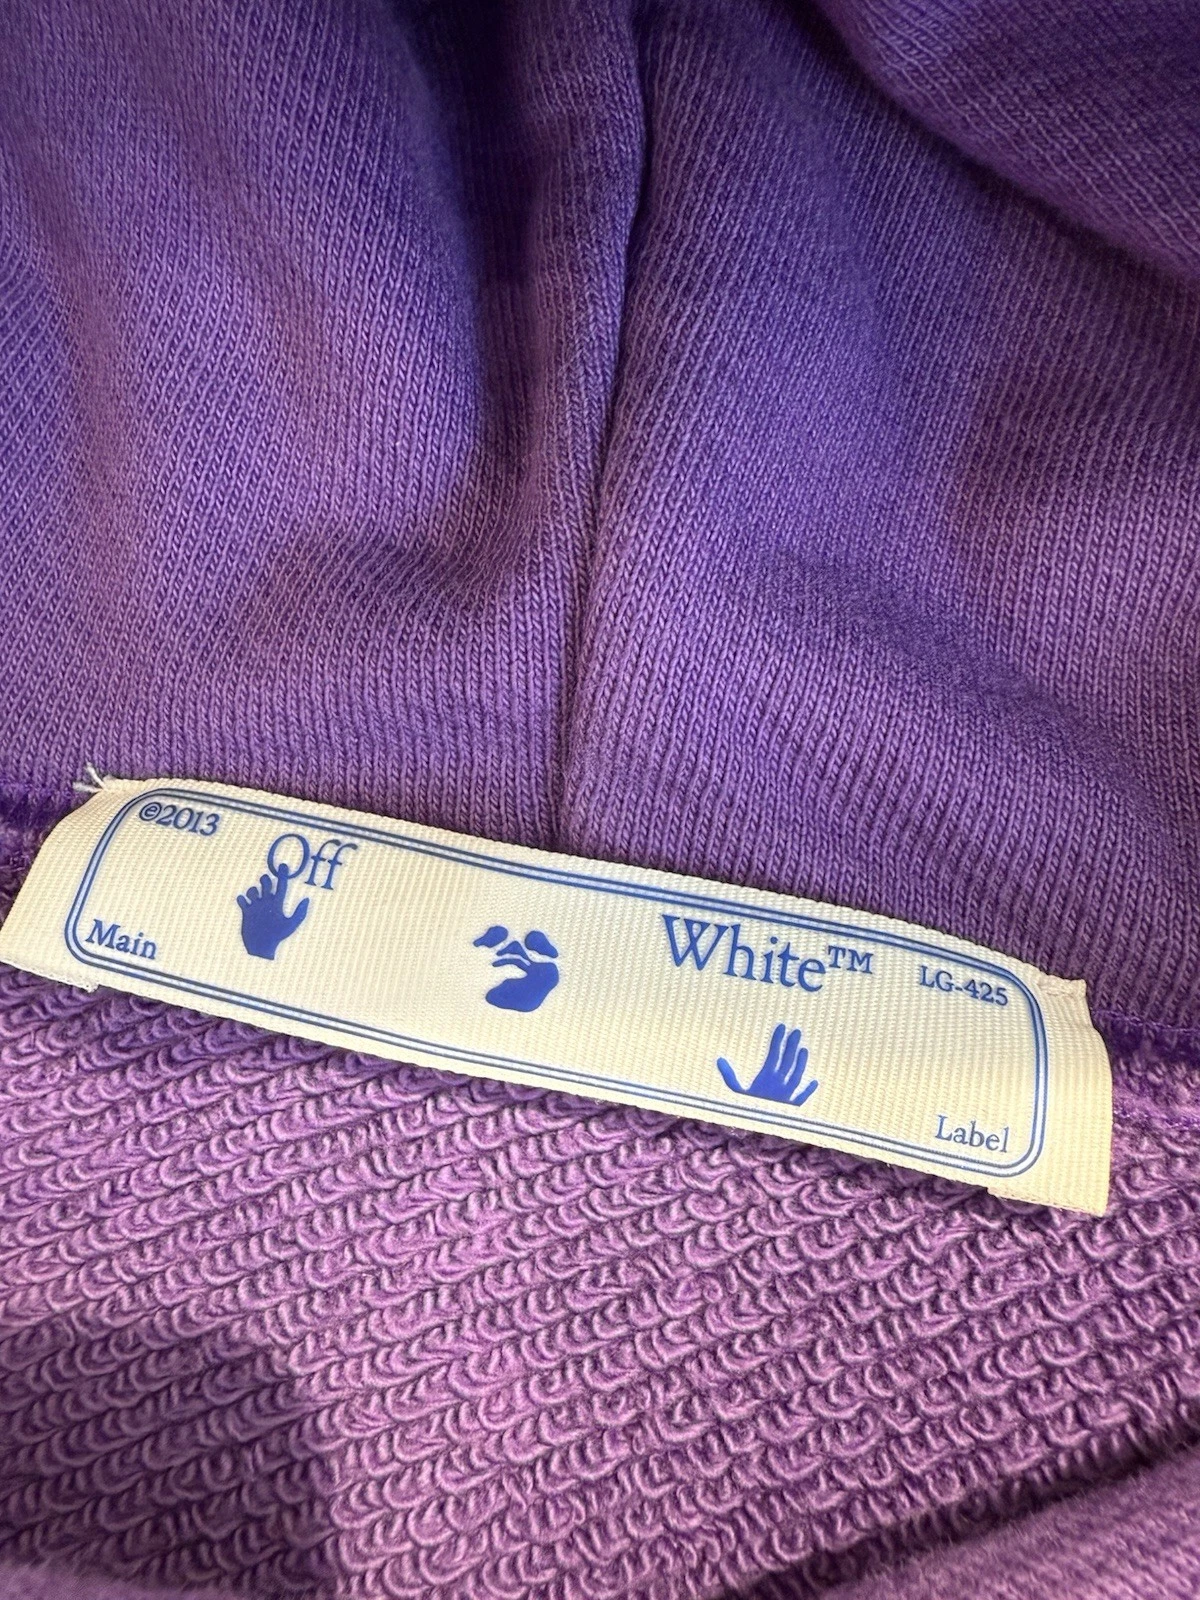 ©2013
Off
White™
LG-425
Main
Label